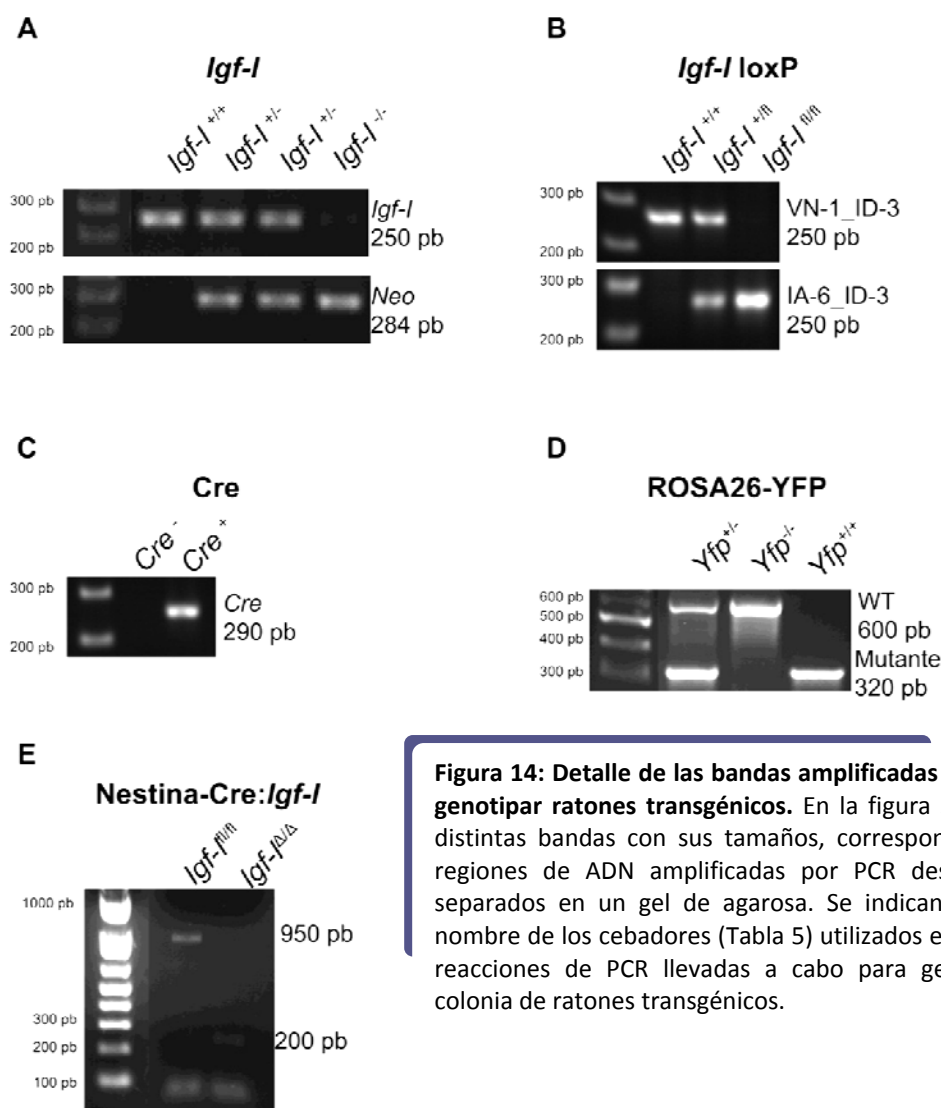 A
Igf-I
Igf-I +/+ Igf-I +/- Igf-I +/- Igf-I -/-
300 pb
200 pb
Igf-I
250 pb
300 pb
200 pb
Neo
284 pb
B
Igf-I loxP
Igf-I +/+ Igf-I +/fl Igf-I fl/fl
300 pb
200 pb
VN-1_ID-3
250 pb
300 pb
200 pb
IA-6_ID-3
250 pb
C
Cre
Cre - Cre +
300 pb
200 pb
Cre
290 pb
D
ROSA26-YFP
Yfp+/- Yfp-/- Yfp+/+
600 pb
500 pb
400 pb
300 pb
WT
600 pb
Mutante
320 pb
E
Nestina-Cre:Igf-I
Igf-I fl/fl Igf-I Δ/Δ
1000 pb
300 pb
200 pb
100 pb
950 pb
200 pb
Figura 14: Detalle de las bandas amplificadas
genotipar ratones transgénicos. En la figura
distintas bandas con sus tamaños, correspon
regiones de ADN amplificadas por PCR des
separados en un gel de agarosa. Se indican
nombre de los cebadores (Tabla 5) utilizados e
reacciones de PCR llevadas a cabo para ge
colonia de ratones transgénicos.